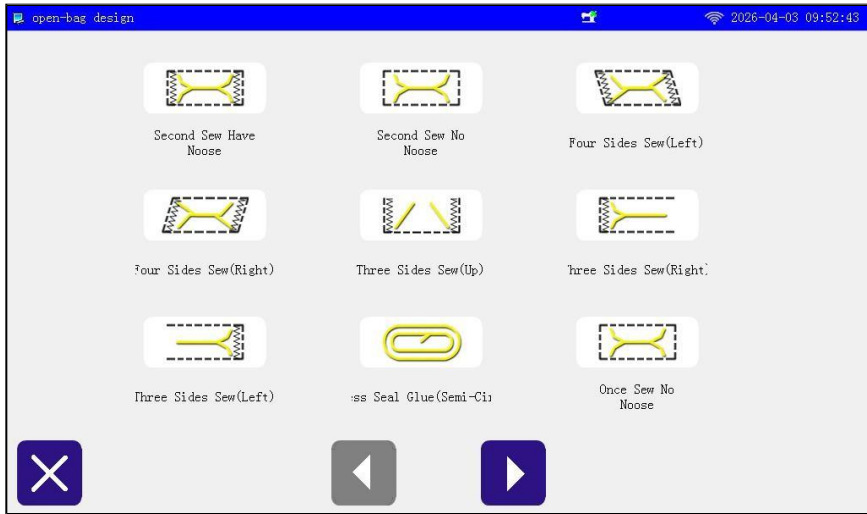 open-bag design
2026-04-03 09:52:43
Second Sew Have
Noose
Second Sew No
Noose
Four Sides Sew(Left)
Four Sides Sew(Right)
Three Sides Sew(Up)
hree Sides Sew(Right)
Three Sides Sew(Left)
ss Seal Glue(Semi-Ci
Once Sew No
Noose